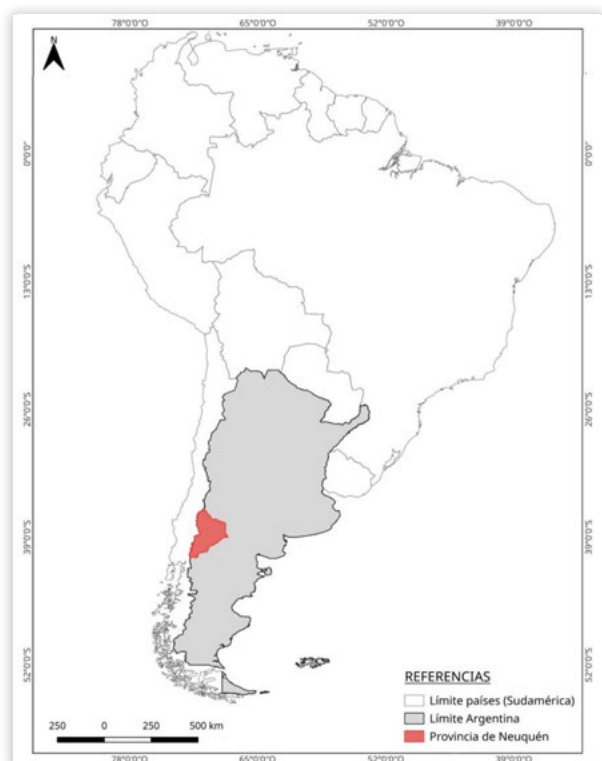 78°0'0"O 65°0'0"O 52°0'0"O 39°0'0"O
N
0°0'0"
0°0'0"
13°0'0"S
13°0'0"S
26°0'0"S
26°0'0"S
39°0'0"S
39°0'0"S
52°0'0"S
52°0'0"S
REFERENCIAS
Límite países (Sudamérica)
Límite Argentina
Provincia de Neuquén
250 0 250 500 km
78°0'0"O 65°0'0"O 52°0'0"O 39°0'0"O